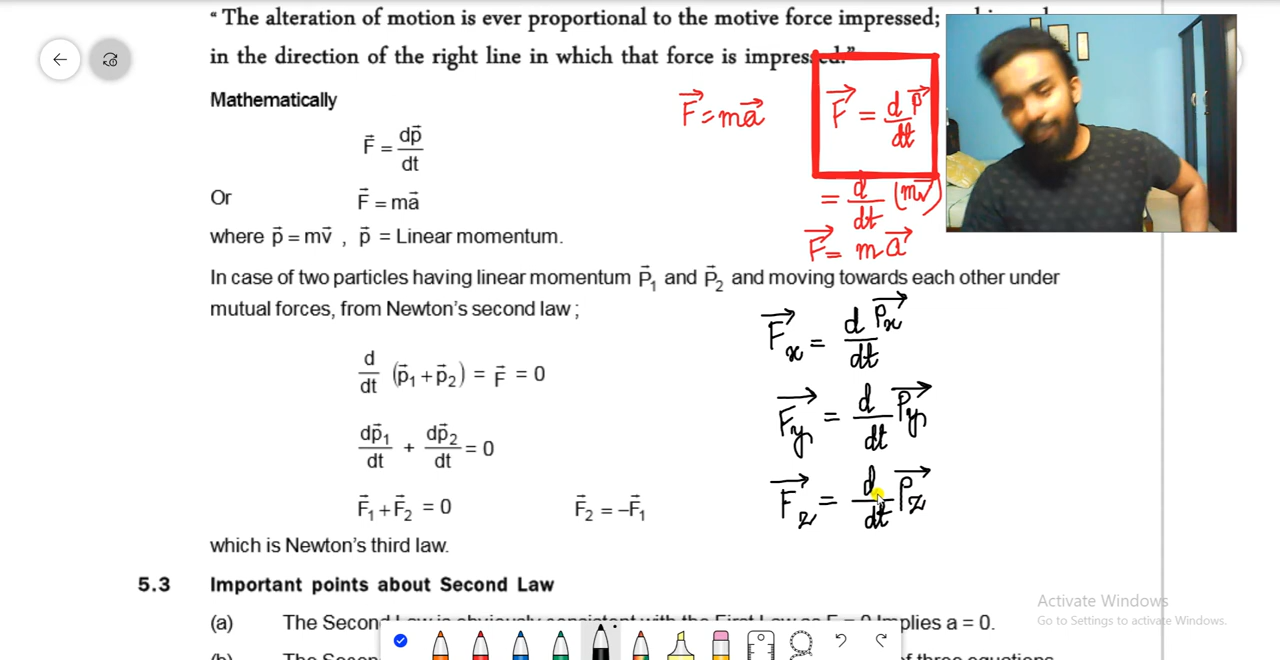 “ The alteration of motion is ever proportional to the motive force impressed;
in the direction of the right line in which that force is impressed.”
Mathematically
F⃗ = dp⃗/dt
Or F⃗ = ma⃗
where p⃗ = mv⃗ , p⃗ = Linear momentum.
In case of two particles having linear momentum P⃗₁ and P⃗₂ and moving towards each other under
mutual forces, from Newton’s second law ;
d/dt (p⃗₁ + p⃗₂) = F⃗ = 0
dp⃗₁/dt + dp⃗₂/dt = 0
F⃗₁ + F⃗₂ = 0 F⃗₂ = –F⃗₁
which is Newton’s third law.
5.3 Important points about Second Law
(a) The Second plies a = 0.
F⃗ = ma⃗
F⃗ = dP⃗/dt
= d/dt (mv⃗)
F⃗ = ma⃗
F⃗x = dP⃗x/dt
F⃗y = d/dt P⃗y
F⃗z = d/dt P⃗z
Activate Windows
Go to Settings to activate Windows.